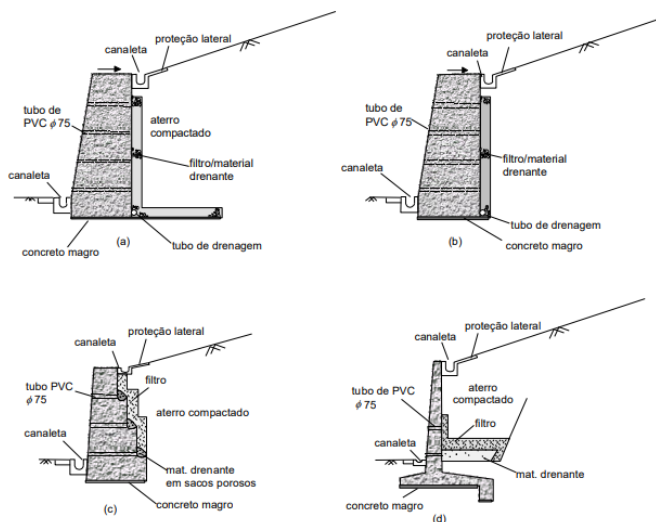 canaleta
proteção lateral
tubo de
PVC ϕ 75
aterro
compactado
filtro/material
drenante
canaleta
tubo de drenagem
concreto magro
(a)
canaleta
proteção lateral
tubo de
PVC ϕ 75
filtro/material
drenante
canaleta
tubo de drenagem
concreto magro
(b)
canaleta
proteção lateral
tubo PVC
ϕ 75
filtro
aterro compactado
canaleta
mat. drenante
em sacos porosos
concreto magro
(c)
canaleta
proteção lateral
tubo de PVC
ϕ 75
aterro
compactado
filtro
canaleta
mat. drenante
concreto magro
(d)